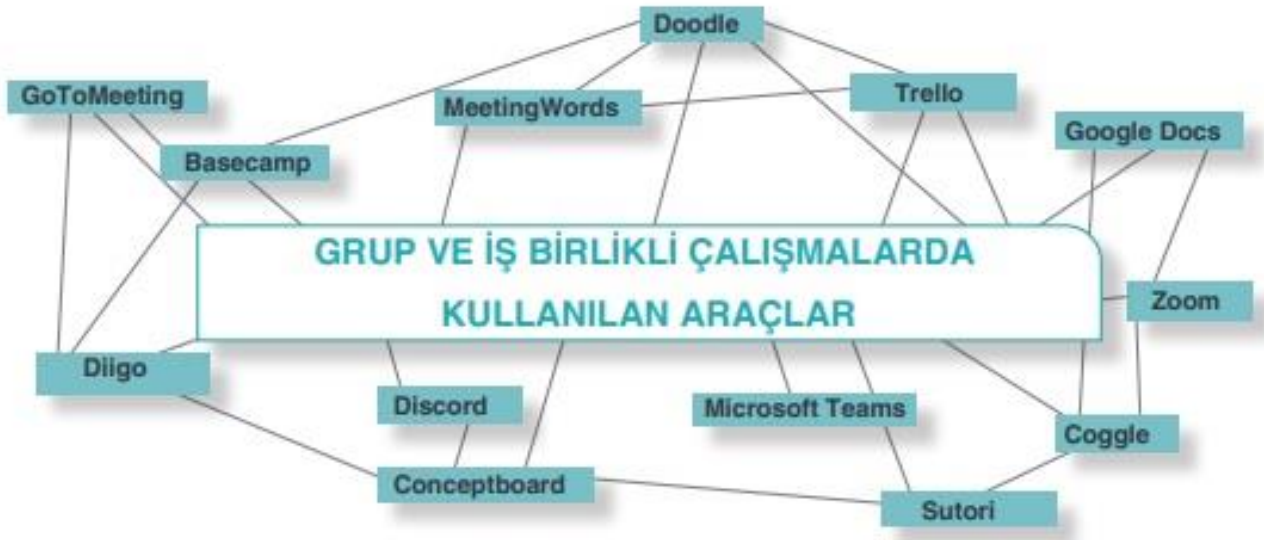 Doodle
GoToMeeting
MeetingWords
Trello
Google Docs
Basecamp
GRUP VE İŞ BİRLİKLİ ÇALIŞMALARDA
KULLANILAN ARAÇLAR
Zoom
Diigo
Discord
Microsoft Teams
Coggle
Conceptboard
Sutori